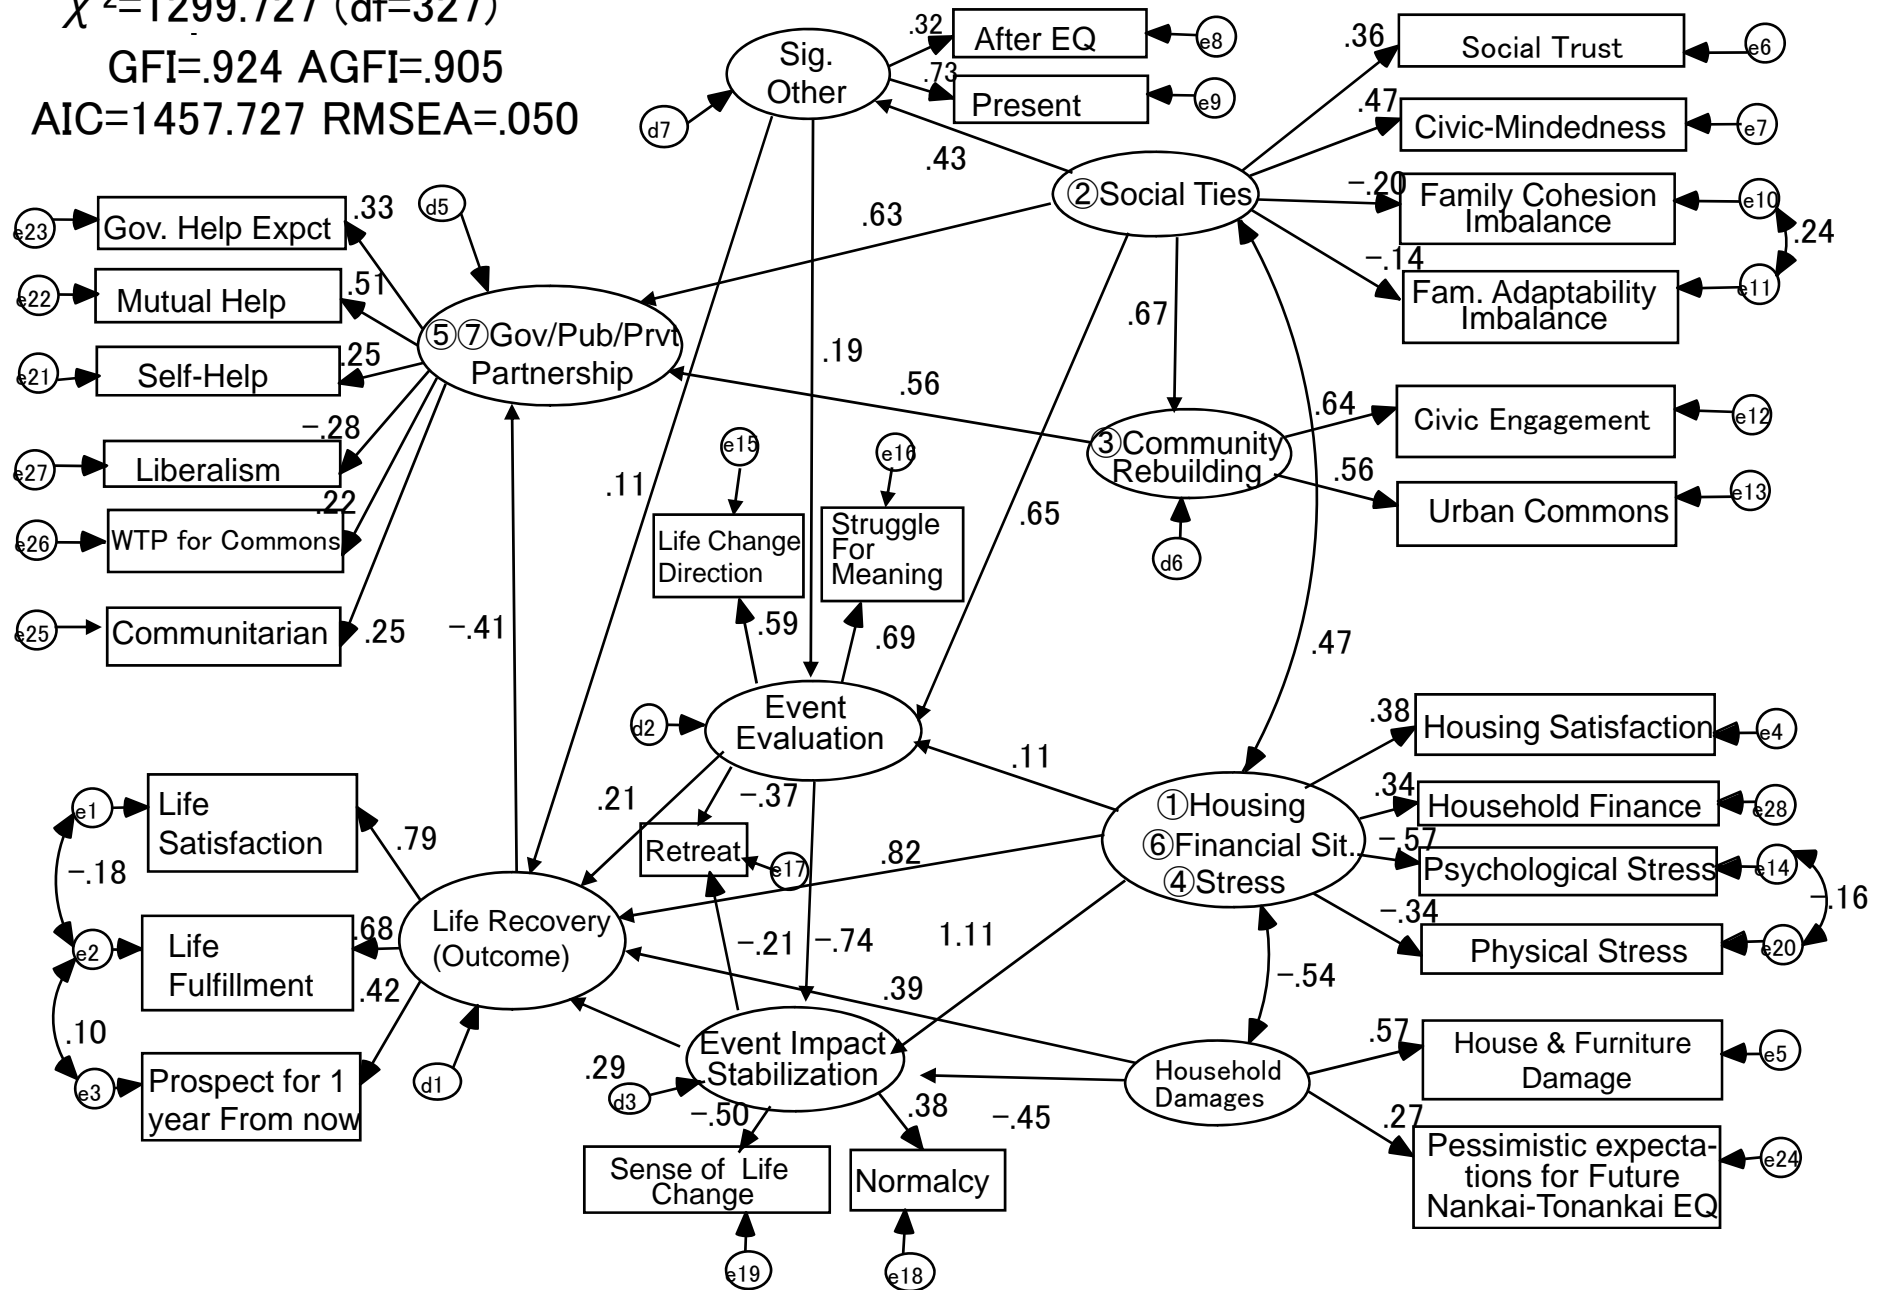 χ²=1299.727 (df=327)
GFI=.924 AGFI=.905
AIC=1457.727 RMSEA=.050
Sig.
Other
d7
.32
After EQ
e8
.73
Present
e9
.43
②Social Ties
.36
Social Trust
e6
.47
Civic-Mindedness
e7
-.20
Family Cohesion
Imbalance
e10
.24
-.14
Fam. Adaptability
Imbalance
e11
e23
Gov. Help Expct
.33
d5
.63
e22
Mutual Help
.51
⑤⑦Gov/Pub/Prvt
Partnership
e21
Self-Help
.25
-.28
e27
Liberalism
.22
e26
WTP for Commons
e25
Communitarian
.25
-.41
.11
.19
.56
.67
.65
③Community
Rebuilding
d6
.64
Civic Engagement
e12
.56
Urban Commons
e13
.47
e15
Life Change
Direction
.59
e16
Struggle
For
Meaning
.69
d2
Event
Evaluation
.11
.21
-.37
Retreat
e17
.82
-.21
-.74
1.11
①Housing
⑥Financial Sit.
④Stress
.38
Housing Satisfaction
e4
.34
Household Finance
e28
-.57
Psychological Stress
e14
-.16
-.34
Physical Stress
e20
-.54
e1
Life
Satisfaction
.79
-.18
e2
Life
Fulfillment
.68
.42
.10
e3
Prospect for 1
year From now
Life Recovery
(Outcome)
d1
.39
Event Impact
Stabilization
.29
d3
-.50
.38
-.45
Sense of Life
Change
e19
Normalcy
e18
Household
Damages
.57
House & Furniture
Damage
e5
.27
Pessimistic expecta-
tions for Future
Nankai-Tonankai EQ
e24